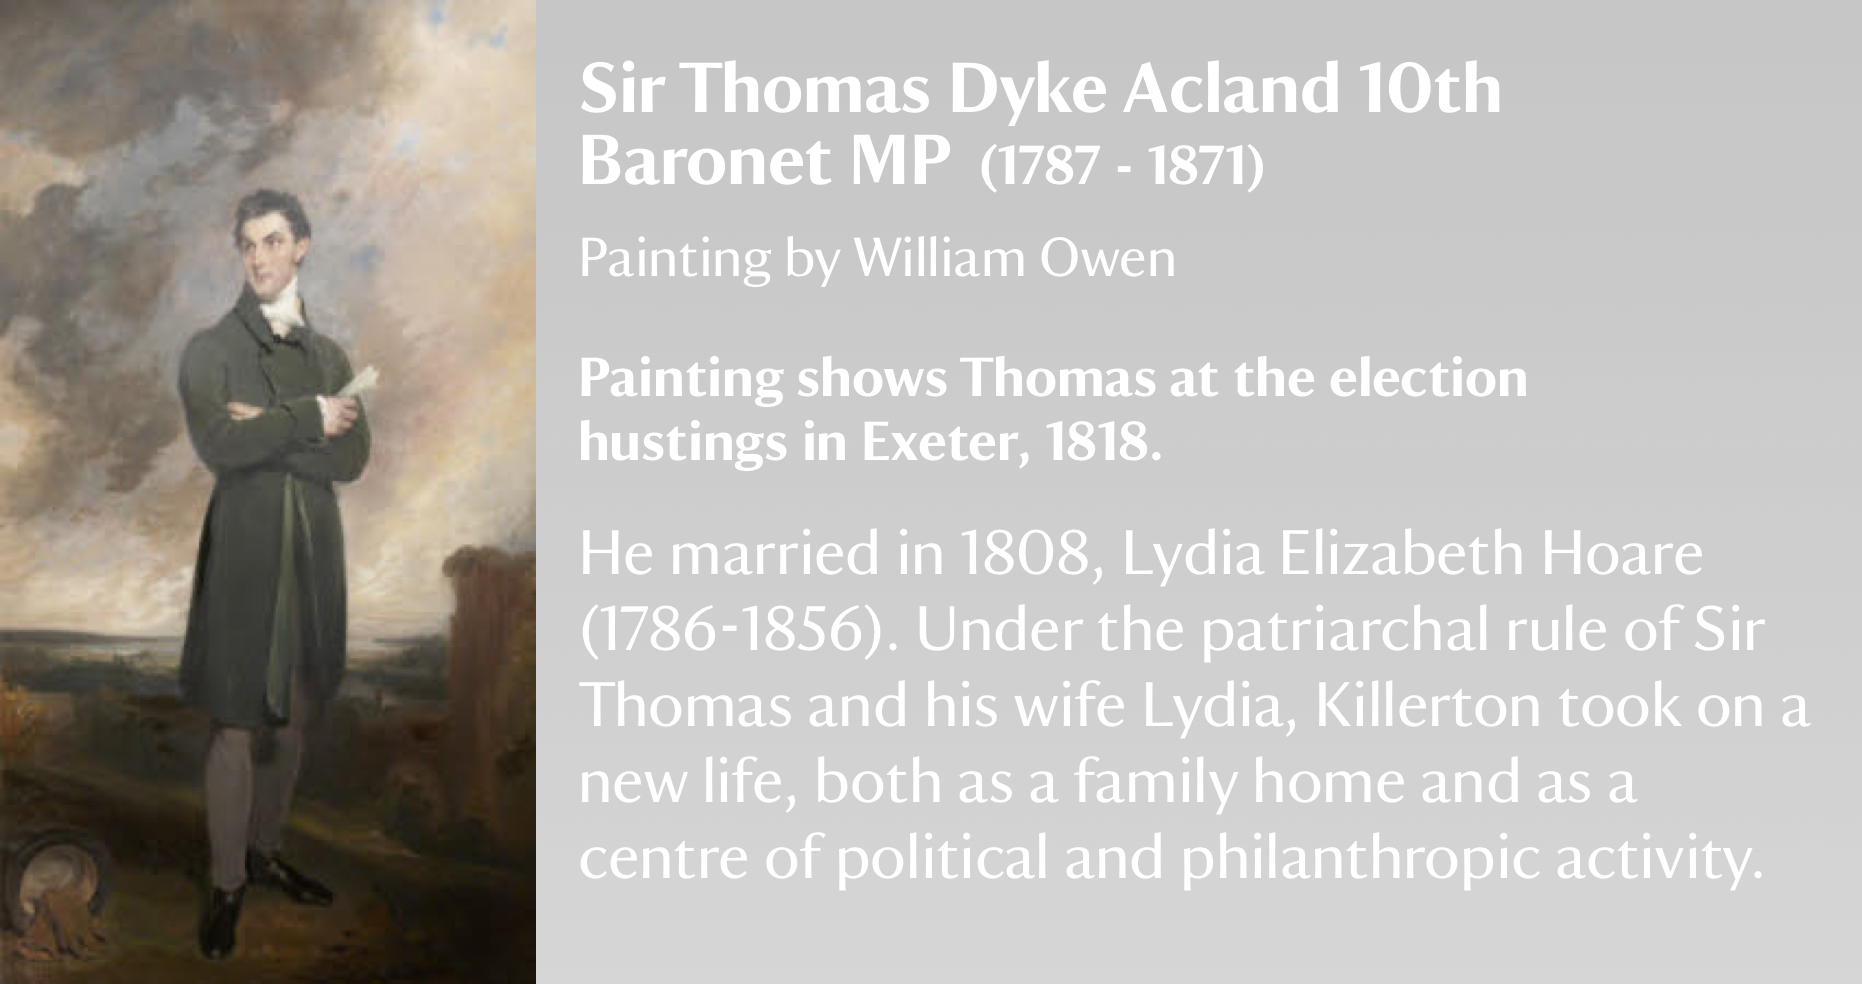 Sir Thomas Dyke Acland 10th
Baronet MP (1787 - 1871)
Painting by William Owen
Painting shows Thomas at the election
hustings in Exeter, 1818.
He married in 1808, Lydia Elizabeth Hoare
(1786-1856). Under the patriarchal rule of Sir
Thomas and his wife Lydia, Killerton took on a
new life, both as a family home and as a
centre of political and philanthropic activity.